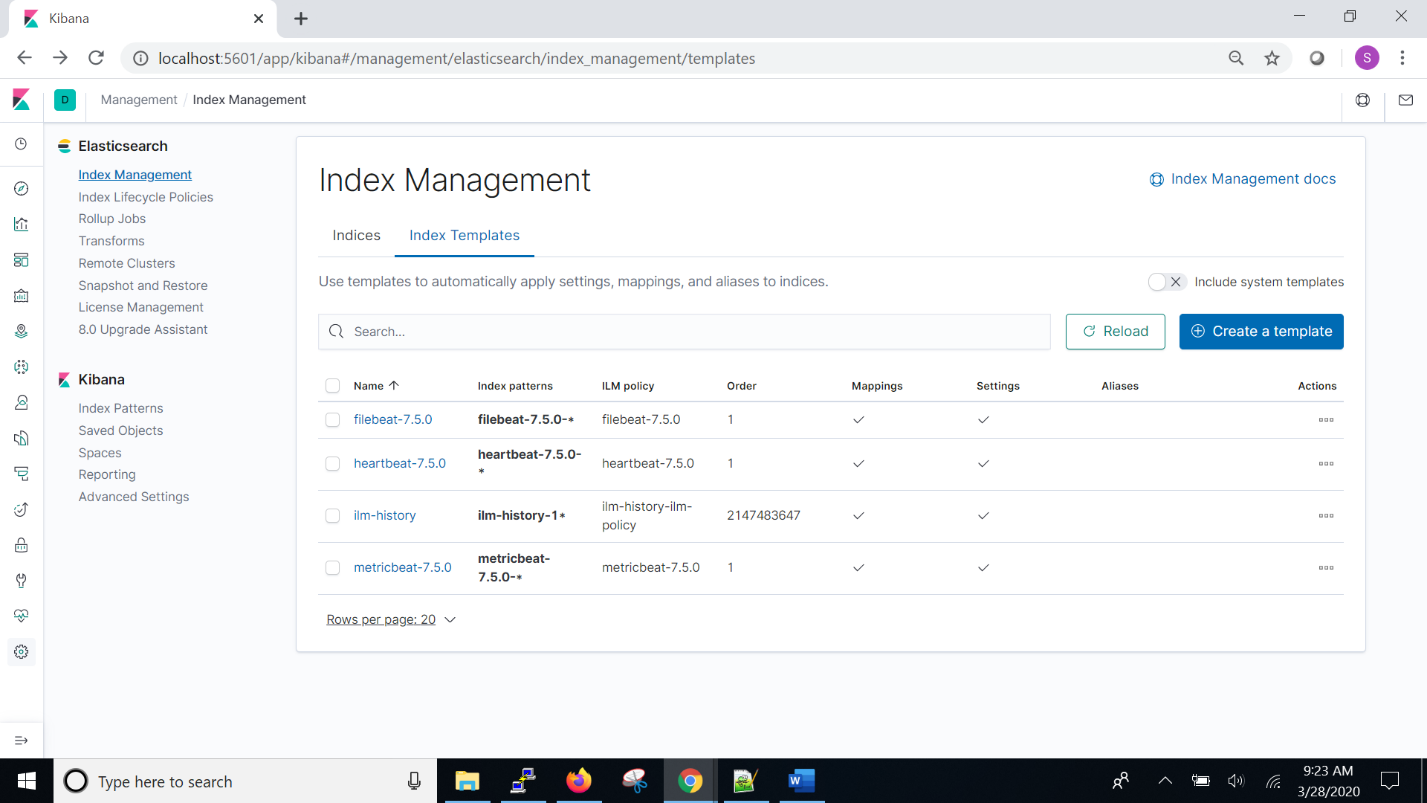 Kibana
localhost:5601/app/kibana#/management/elasticsearch/index_management/templates
S
D
Management / Index Management
Elasticsearch
Index Management
Index Lifecycle Policies
Rollup Jobs
Transforms
Remote Clusters
Snapshot and Restore
License Management
8.0 Upgrade Assistant
Kibana
Index Patterns
Saved Objects
Spaces
Reporting
Advanced Settings
Index Management
Index Management docs
Indices
Index Templates
Use templates to automatically apply settings, mappings, and aliases to indices.
Include system templates
Search...
Reload
Create a template
Name Index patterns ILM policy Order Mappings Settings Aliases Actions
filebeat-7.5.0 filebeat-7.5.0-* filebeat-7.5.0 1
heartbeat-7.5.0 heartbeat-7.5.0-
* heartbeat-7.5.0 1
ilm-history ilm-history-1* ilm-history-ilm-
policy 2147483647
metricbeat-7.5.0 metricbeat-
7.5.0-* metricbeat-7.5.0 1
Rows per page: 20
Type here to search
W
9:23 AM
3/28/2020